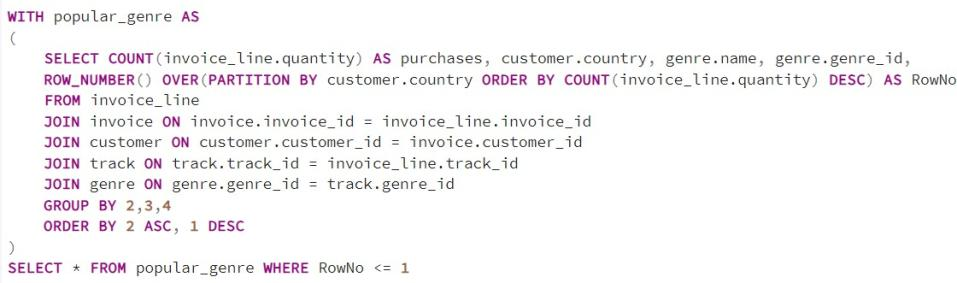 WITH popular_genre AS
(
    SELECT COUNT(invoice_line.quantity) AS purchases, customer.country, genre.name, genre.genre_id,
    ROW_NUMBER() OVER(PARTITION BY customer.country ORDER BY COUNT(invoice_line.quantity) DESC) AS RowNo
    FROM invoice_line
    JOIN invoice ON invoice.invoice_id = invoice_line.invoice_id
    JOIN customer ON customer.customer_id = invoice.customer_id
    JOIN track ON track.track_id = invoice_line.track_id
    JOIN genre ON genre.genre_id = track.genre_id
    GROUP BY 2,3,4
    ORDER BY 2 ASC, 1 DESC
)
SELECT * FROM popular_genre WHERE RowNo <= 1